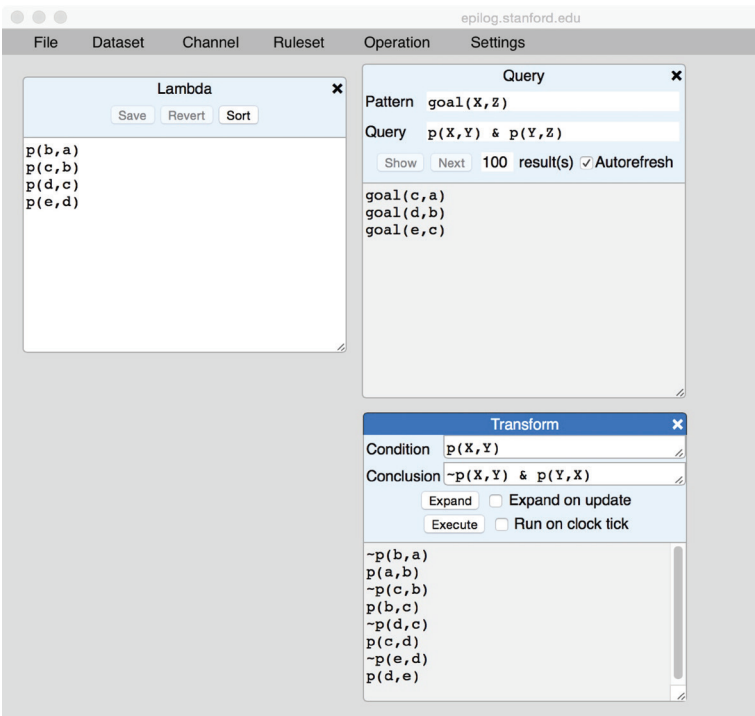 epilog.stanford.edu
File Dataset Channel Ruleset Operation Settings
Lambda
Save Revert Sort
p(b,a)
p(c,b)
p(d,c)
p(e,d)
Query
Pattern goal(X,Z)
Query p(X,Y) & p(Y,Z)
Show Next 100 result(s) Autorefresh
goal(c,a)
goal(d,b)
goal(e,c)
Transform
Condition p(X,Y)
Conclusion ~p(X,Y) & p(Y,X)
Expand Expand on update
Execute Run on clock tick
~p(b,a)
p(a,b)
~p(c,b)
p(b,c)
~p(d,c)
p(c,d)
~p(e,d)
p(d,e)